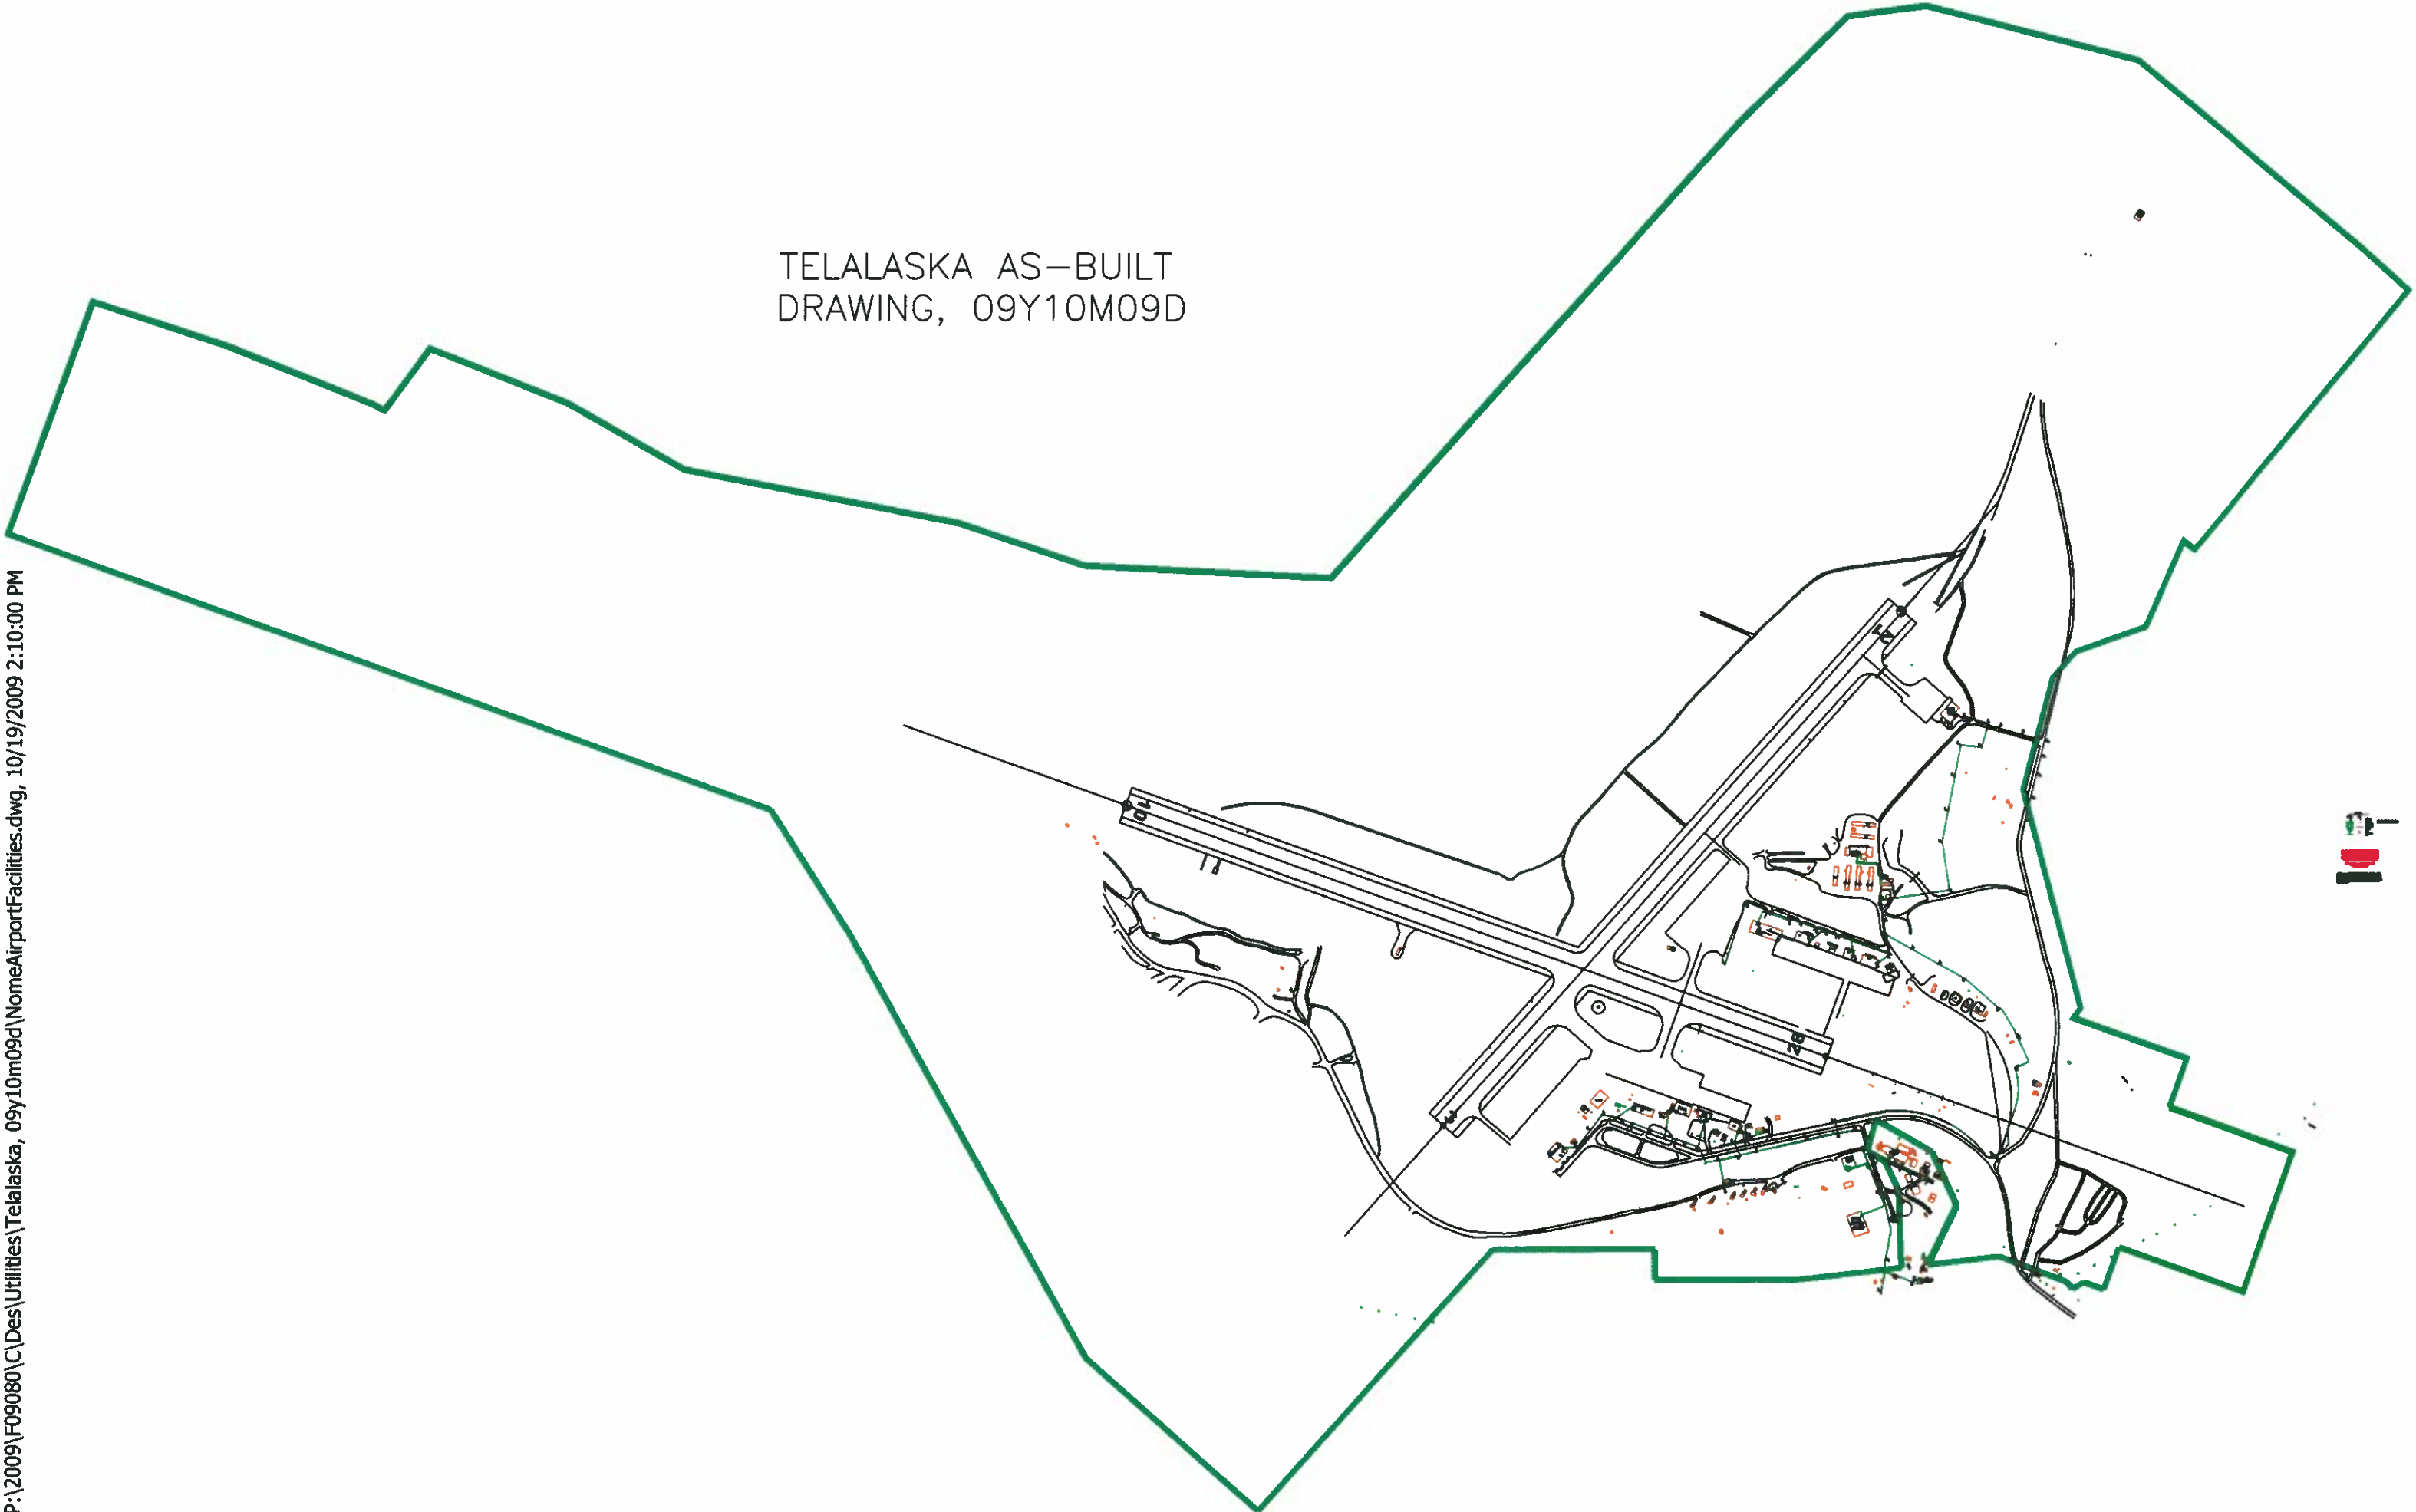 TELALASKA AS-BUILT
DRAWING, 09Y10M09D
P:\2009\F09080\C\Des\Utilities\Telalaska, 09y10m09d\NomeAirportFacilities.dwg, 10/19/2009 2:10:00 PM
10
28
3